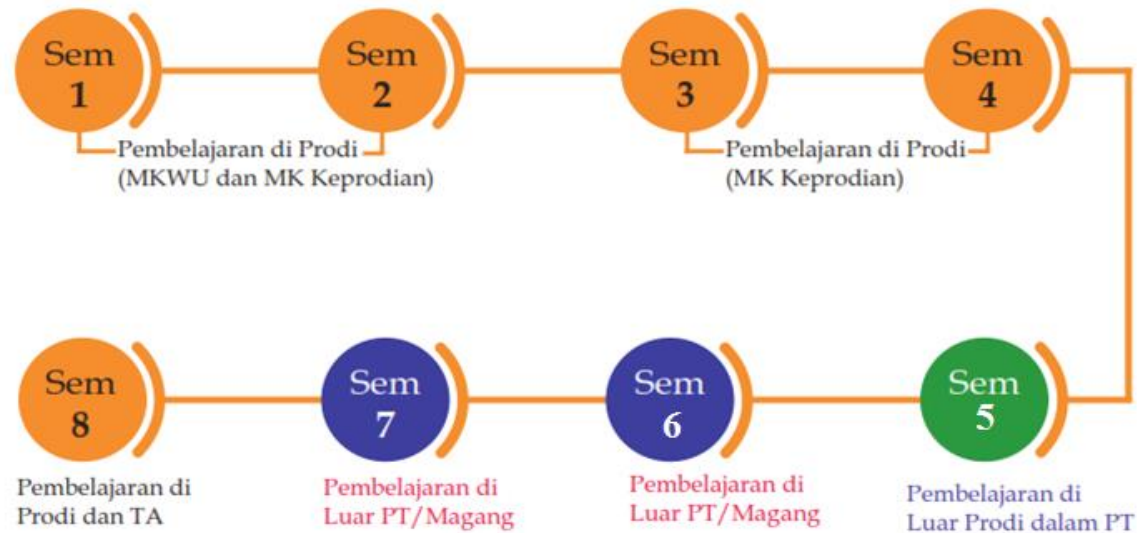 Sem
1
Sem
2
Sem
3
Sem
4
Pembelajaran di Prodi
(MKWU dan MK Keprodian)
Pembelajaran di Prodi
(MK Keprodian)
Sem
8
Sem
7
Sem
6
Sem
5
Pembelajaran di
Prodi dan TA
Pembelajaran di
Luar PT/Magang
Pembelajaran di
Luar PT/Magang
Pembelajaran di
Luar Prodi dalam PT